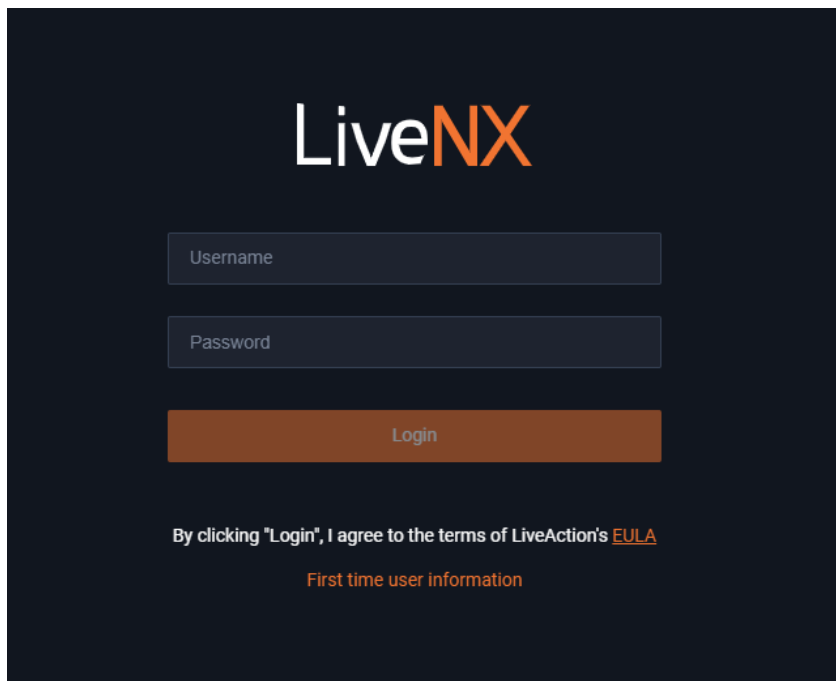 LiveNX
Username
Password
Login
By clicking "Login", I agree to the terms of LiveAction's EULA
First time user information